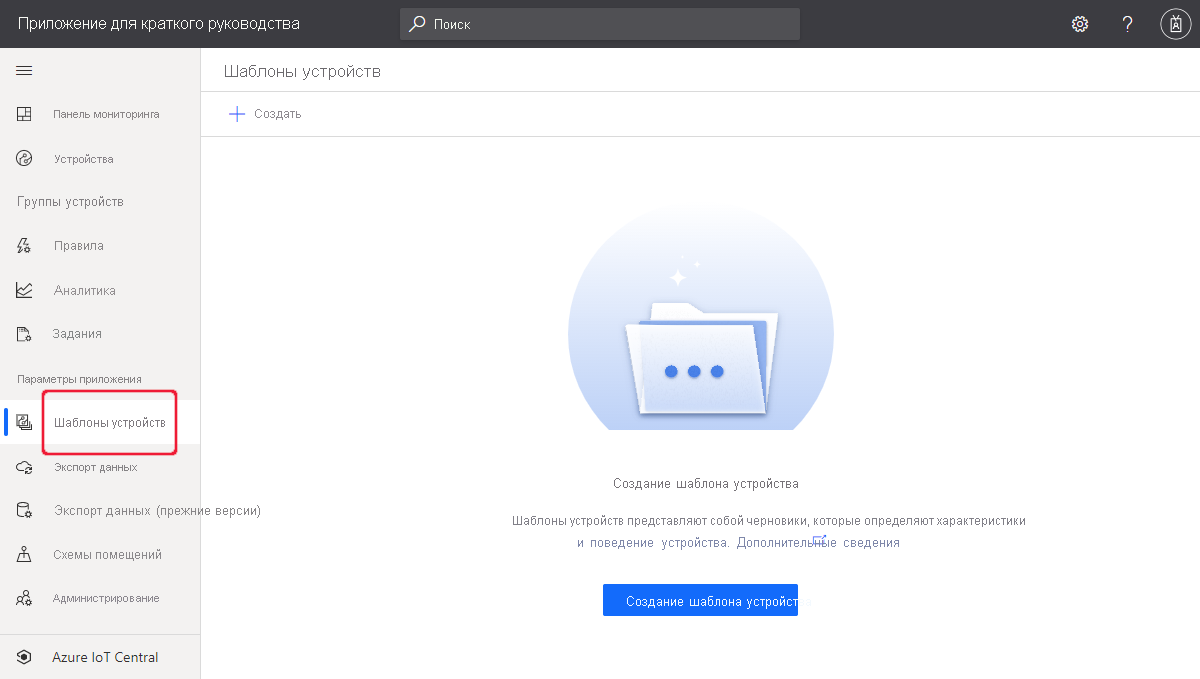 Приложение для краткого руководства
Поиск
?
Шаблоны устройств
Создать
Панель мониторинга
Устройства
Группы устройств
Правила
Аналитика
Задания
Параметры приложения
Шаблоны устройств
Экспорт данных
Экспорт данных (прежние версии)
Схемы помещений
Администрирование
Azure IoT Central
Создание шаблона устройства
Шаблоны устройств представляют собой черновики, которые определяют характеристики
и поведение устройства. Дополнительные сведения
Создание шаблона устройст